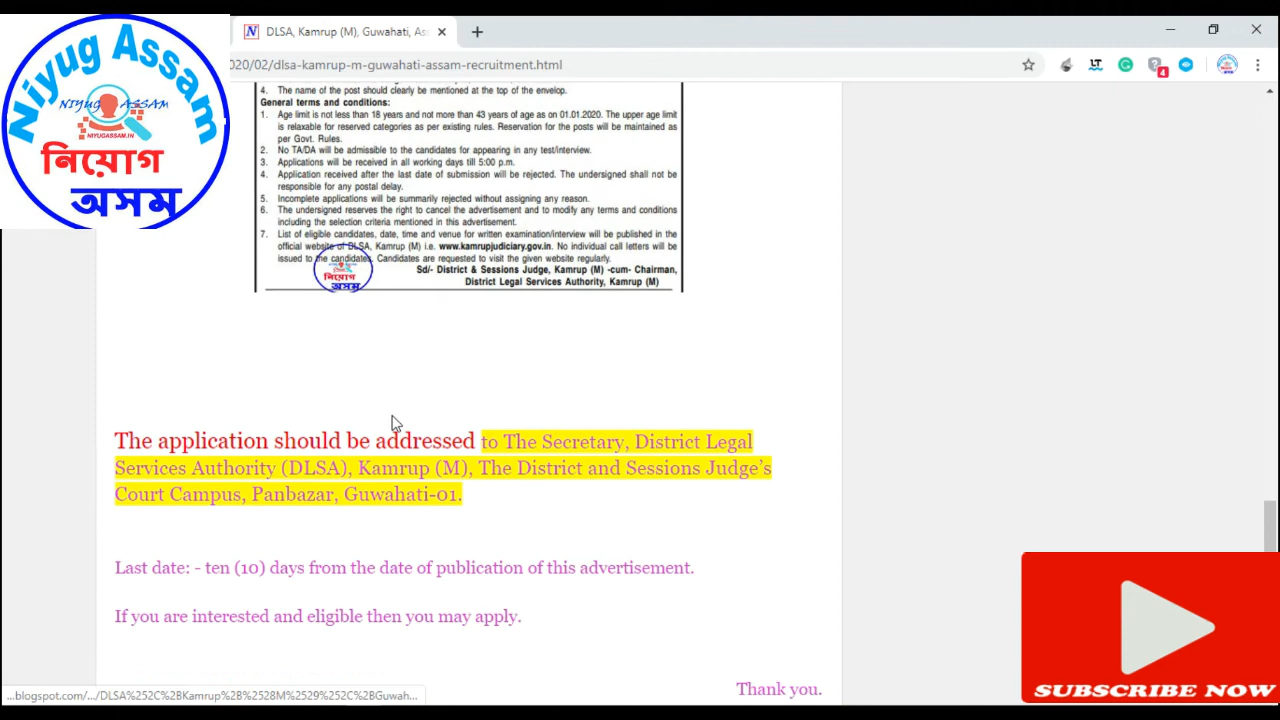 Niyug Assam
NIYUG ASSAM
NIYUGASSAM.IN
নিয়োগ
অসম
DLSA, Kamrup (M), Guwahati, As
020/02/dlsa-kamrup-m-guwahati-assam-recruitment.html
4
4. The name of the post should clearly be mentioned at the top of the envelop.
General terms and conditions:
1. Age limit is not less than 18 years and not more than 43 years of age as on 01.01.2020. The upper age limit
is relaxable for reserved categories as per existing rules. Reservation for the posts will be maintained as
per Govt. Rules.
2. No TA/DA will be admissible to the candidates for appearing in any test/interview.
3. Applications will be received in all working days till 5:00 p.m.
4. Application received after the last date of submission will be rejected. The undersigned shall not be
responsible for any postal delay.
5. Incomplete applications will be summarily rejected without assigning any reason.
6. The undersigned reserves the right to cancel the advertisement and to modify any terms and conditions
including the selection criteria mentioned in this advertisement.
7. List of eligible candidates, date, time and venue for written examination/interview will be published in the
official website of DLSA, Kamrup (M) i.e. www.kamrupjudiciary.gov.in. No individual call letters will be
issued to the candidates. Candidates are requested to visit the given website regularly.
Sd/- District & Sessions Judge, Kamrup (M) -cum- Chairman,
District Legal Services Authority, Kamrup (M)
নিয়োগ
অসম
The application should be addressed to The Secretary, District Legal
Services Authority (DLSA), Kamrup (M), The District and Sessions Judge’s
Court Campus, Panbazar, Guwahati-01.
Last date: - ten (10) days from the date of publication of this advertisement.
If you are interested and eligible then you may apply.
Thank you.
...blogspot.com/.../DLSA%252C%2BKamrup%2B%2528M%2529%252C%2BGuwah...
SUBSCRIBE NOW